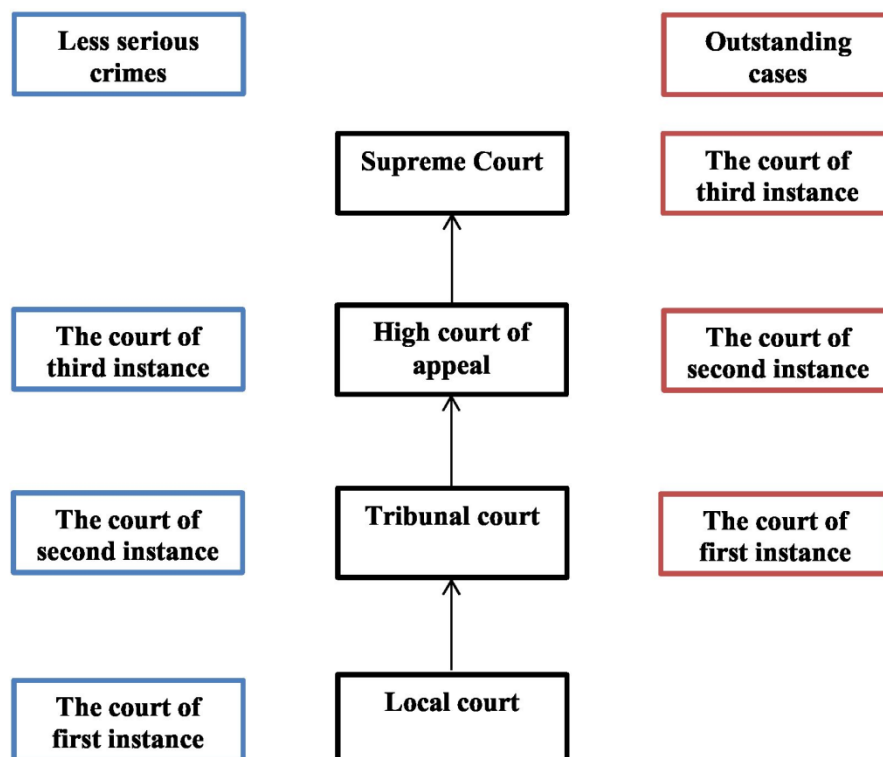 Less serious
crimes
Outstanding
cases
Supreme Court
The court of
third instance
The court of
third instance
High court of
appeal
The court of
second instance
The court of
second instance
Tribunal court
The court of
first instance
The court of
first instance
Local court